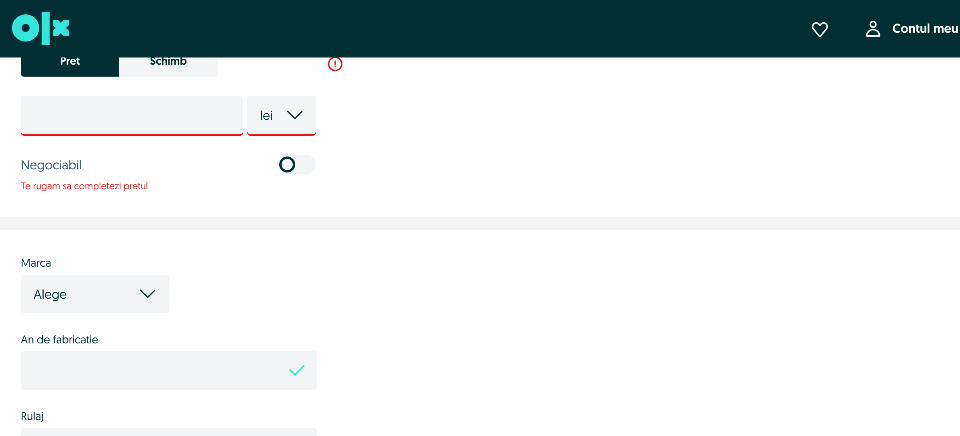 olx
Contul meu
Pret
Schimb
lei
Negociabil
Te rugam sa completezi pretul
Marca
Alege
An de fabricatie
Rulaj